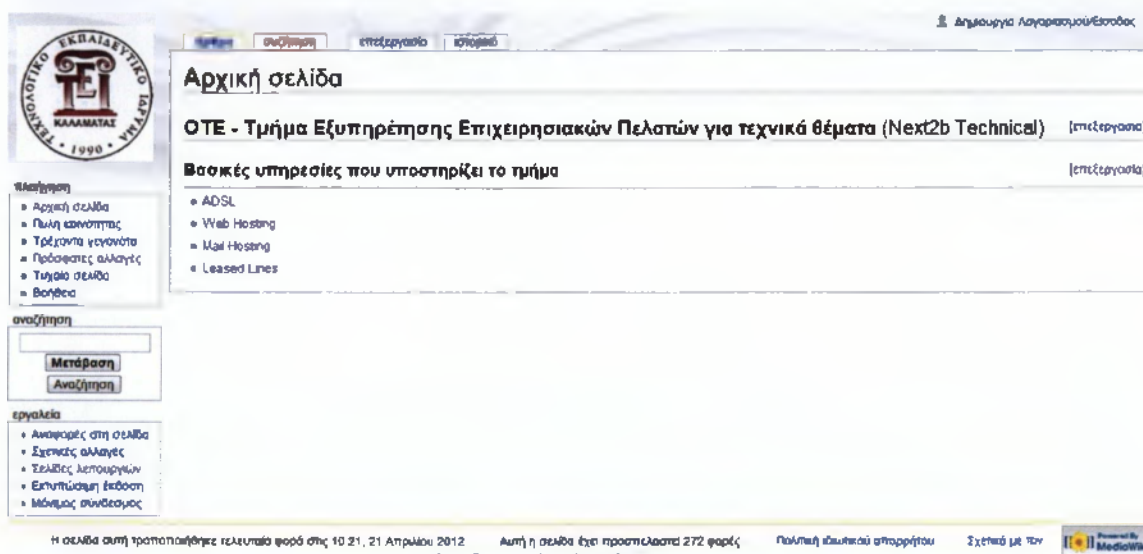 Δημιουργία Λογαριασμού/Είσοδος
συζήτηση επεξεργασία ιστορικό
ΤΕΧΝΟΛΟΓΙΚΟ ΕΚΠΑΙΔΕΥΤΙΚΟ ΙΔΡΥΜΑ
ΤΕΙ
ΚΑΛΑΜΑΤΑΣ
1990
Αρχική σελίδα
ΟΤΕ - Τμήμα Εξυπηρέτησης Επιχειρησιακών Πελατών για τεχνικά θέματα (Next2b Technical) [επεξεργασία]
Βασικές υπηρεσίες που υποστηρίζει το τμήμα [επεξεργασία]
ADSL
Web Hosting
Mail Hosting
Leased Lines
πλοήγηση
Αρχική σελίδα
Πύλη κοινότητας
Τρέχοντα γεγονότα
Πρόσφατες αλλαγές
Τυχαία σελίδα
Βοήθεια
αναζήτηση
Μετάβαση
Αναζήτηση
εργαλεία
Αναφορές στη σελίδα
Σχετικές αλλαγές
Σελίδες λειτουργιών
Εκτυπώσιμη έκδοση
Μόνιμος σύνδεσμος
Η σελίδα αυτή τροποποιήθηκε τελευταία φορά στις 10:21, 21 Απριλίου 2012 Αυτή η σελίδα έχει προσπελαστεί 272 φορές Πολιτική ιδιωτικού απορρήτου Σχετικά με τον
Powered By
MediaWiki